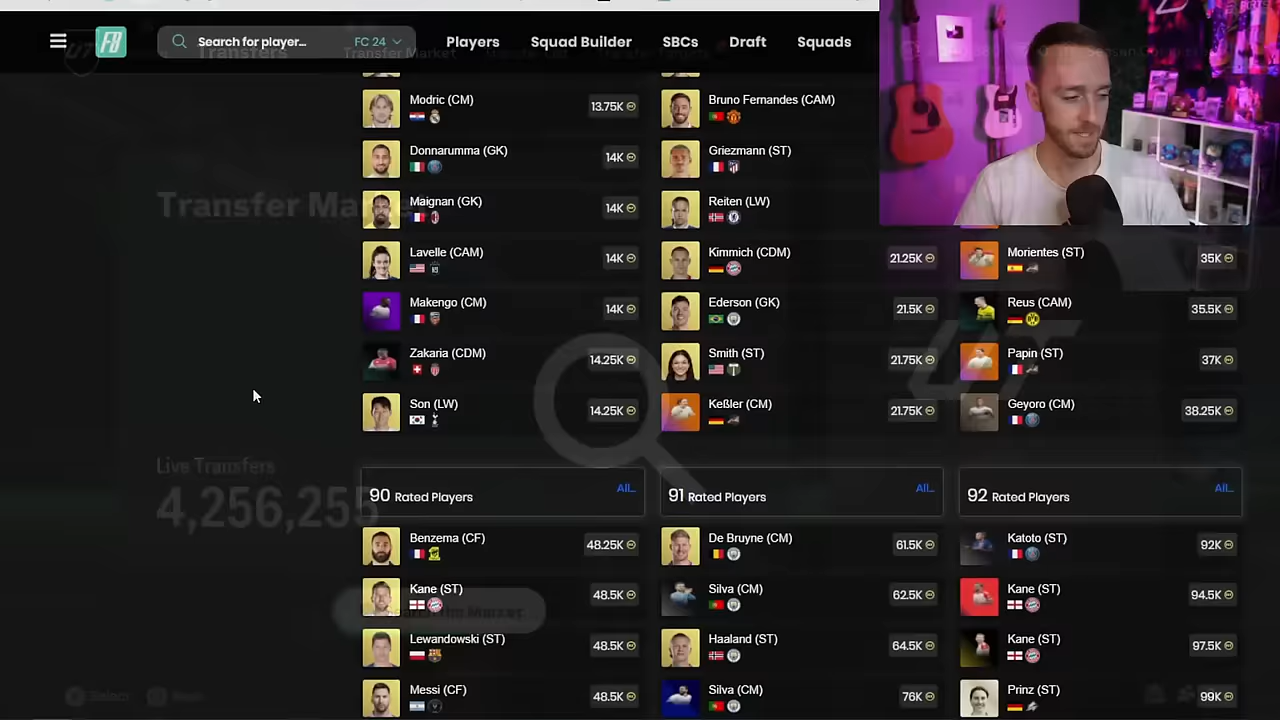 FB Search for player... FC 24 Players Squad Builder SBCs Draft Squads
Transfers Transfer Market
Modric (CM) 13.75K
Donnarumma (GK) 14K
Maignan (GK) 14K
Lavelle (CAM) 14K
Makengo (CM) 14K
Zakaria (CDM) 14.25K
Son (LW) 14.25K
Bruno Fernandes (CAM)
Griezmann (ST)
Reiten (LW)
Kimmich (CDM) 21.25K
Ederson (GK) 21.5K
Smith (ST) 21.75K
Keßler (CM) 21.75K
Morientes (ST) 35K
Reus (CAM) 35.5K
Papin (ST) 37K
Geyoro (CM) 38.25K
Transfer Mar
Live Transfers
4,256,255
90 Rated Players All...
Benzema (CF) 48.25K
Kane (ST) 48.5K
Lewandowski (ST) 48.5K
Messi (CF) 48.5K
91 Rated Players All...
De Bruyne (CM) 61.5K
Silva (CM) 62.5K
Haaland (ST) 64.5K
Silva (CM) 76K
92 Rated Players All...
Katoto (ST) 92K
Kane (ST) 94.5K
Kane (ST) 97.5K
Prinz (ST) 99K
Select